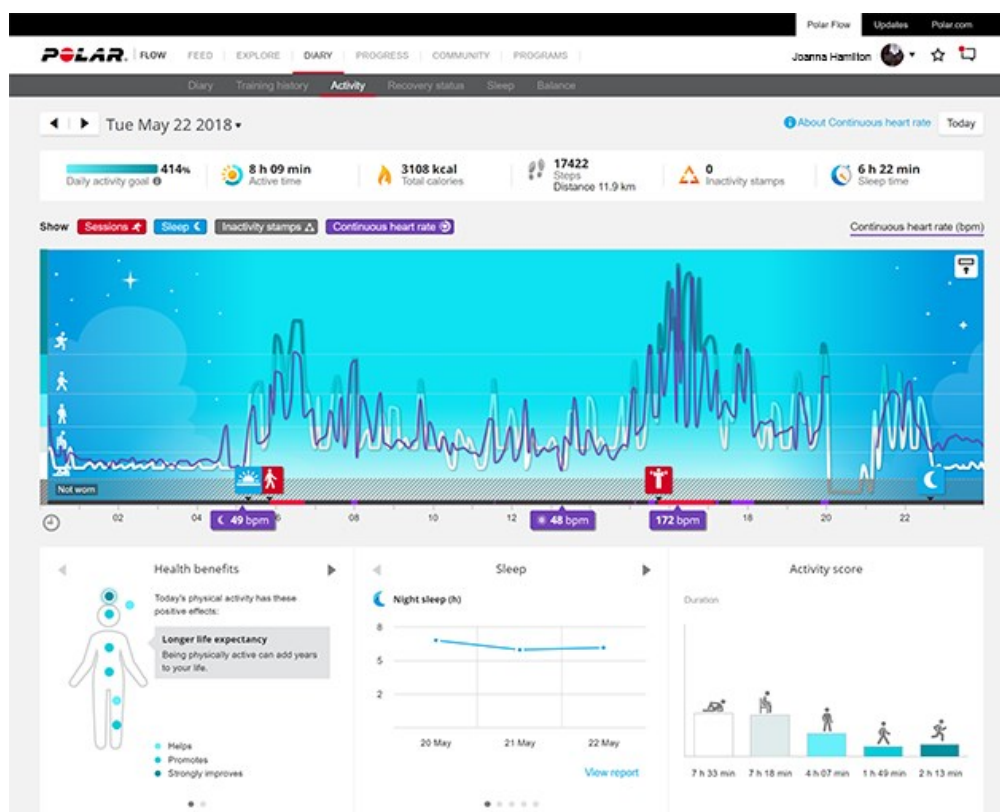 Polar Flow Updates Polar.com
POLAR. FLOW FEED EXPLORE DIARY PROGRESS COMMUNITY PROGRAMS Joanna Hamilton
Diary Training history Activity Recovery status Sleep Balance
Tue May 22 2018 About Continuous heart rate Today
414% 8 h 09 min 3108 kcal 17422 0 6 h 22 min
Daily activity goal Active time Total calories Steps Inactivity stamps Sleep time
Distance 11.9 km
Show Sessions Sleep Inactivity stamps Continuous heart rate Continuous heart rate (bpm)
Not worn
02 04 6 08 10 12 16 18 20 22
49 bpm 48 bpm 172 bpm
Health benefits Sleep Activity score
Today's physical activity has these
positive effects:
Longer life expectancy
Being physically active can add years
to your life.
Helps
Promotes
Strongly improves
Night sleep (h)
8
5
2
20 May 21 May 22 May
View report
Duration
7 h 33 min 7 h 18 min 4 h 07 min 1 h 49 min 2 h 13 min